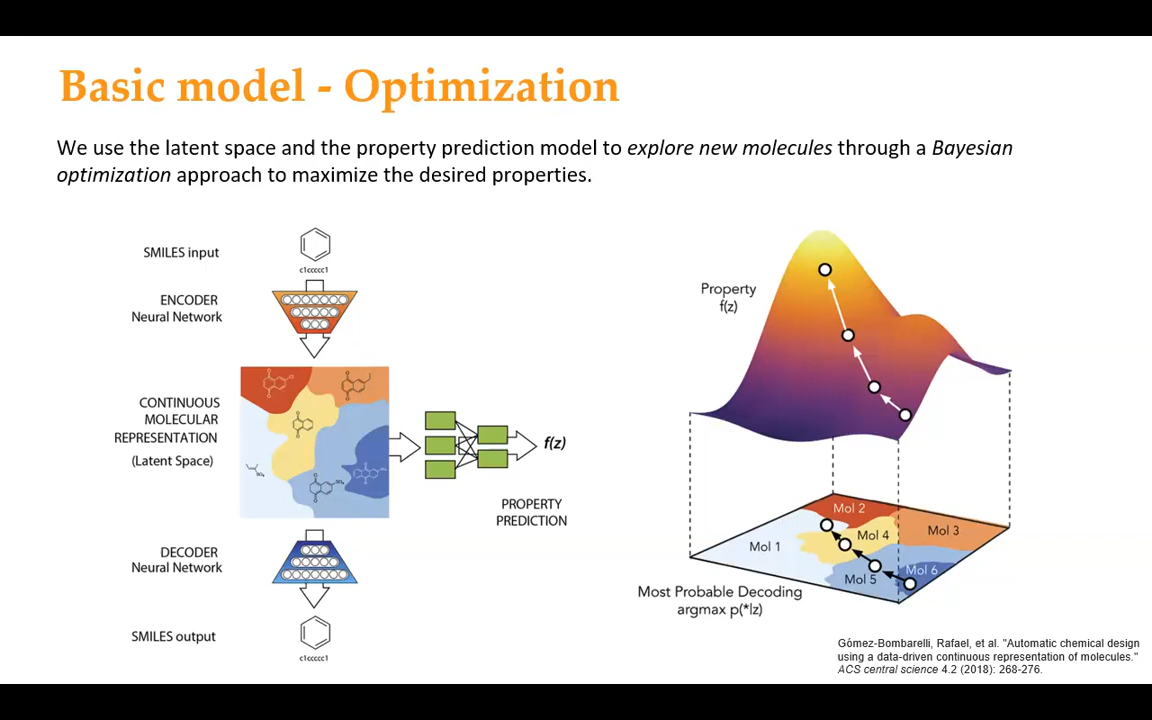 Basic model - Optimization
We use the latent space and the property prediction model to explore new molecules through a Bayesian
optimization approach to maximize the desired properties.
SMILES input
c1ccccc1
ENCODER
Neural Network
CONTINUOUS
MOLECULAR
REPRESENTATION
(Latent Space)
f(z)
PROPERTY
PREDICTION
DECODER
Neural Network
SMILES output
c1ccccc1
Property
f(z)
Mol 1
Mol 2
Mol 3
Mol 4
Mol 5
Mol 6
Most Probable Decoding
argmax p(*|z)
Gómez-Bombarelli, Rafael, et al. "Automatic chemical design
using a data-driven continuous representation of molecules."
ACS central science 4.2 (2018): 268-276.